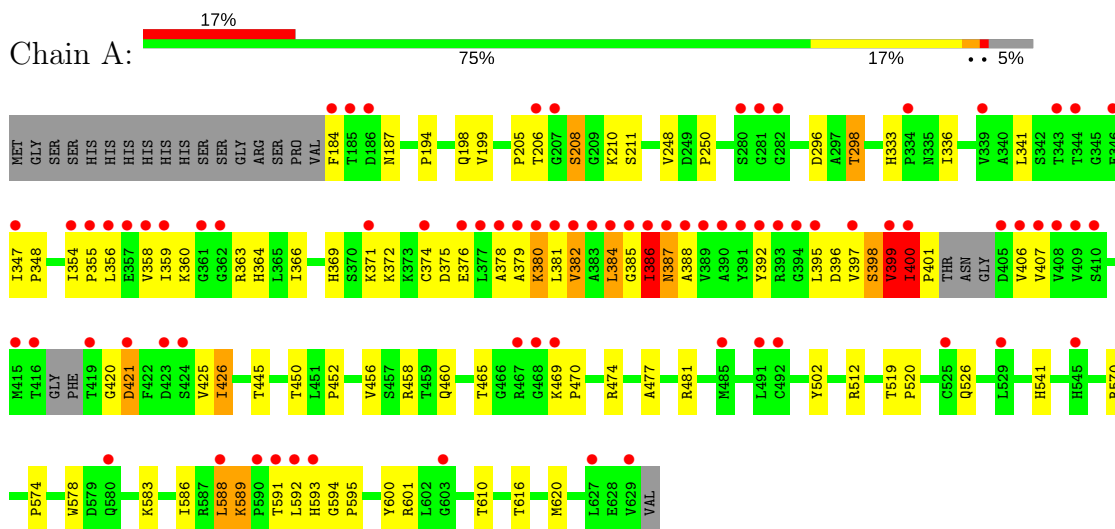 17%
Chain A:
75% 17% • • 5%
MET GLY SER SER HIS HIS HIS HIS HIS HIS SER SER GLY ARG SER PRO VAL F184 T185 D186 N187 P194 Q198 V199 P205 T206 G207 S208 G209 K210 S211 V248 D249 P250 S280 G281 G282 D296 A297 T298 H333 P334 N335 I336 V339 A340 L341 S342 T343 T344 G345 E346
I347 P348 I354 P355 L356 E357 V358 I359 K360 G361 G362 R363 H364 L365 I366 H369 S370 K371 K372 K373 C374 D375 E376 L377 A378 A379 K380 L381 V382 A383 L384 G385 I386 N387 A388 V389 A390 Y391 Y392 R393 G394 L395 D396 V397 S398 V399 I400 P401 THR ASN GLY D405 V406 V407 V408 V409 S410
M415 T416 GLY PHE T419 G420 D421 F422 D423 S424 V425 I426 T445 T450 L451 P452 V456 S457 R458 T459 Q460 T465 G466 R467 G468 K469 P470 R474 A477 R481 M485 L491 C492 Y502 R512 T519 P520 C525 Q526 L529 H541 H545 R570
P574 W578 D579 Q580 K583 I586 R587 L588 K589 P590 T591 L592 H593 G594 P595 Y600 R601 L602 G603 T610 T616 M620 L627 E628 V629 VAL